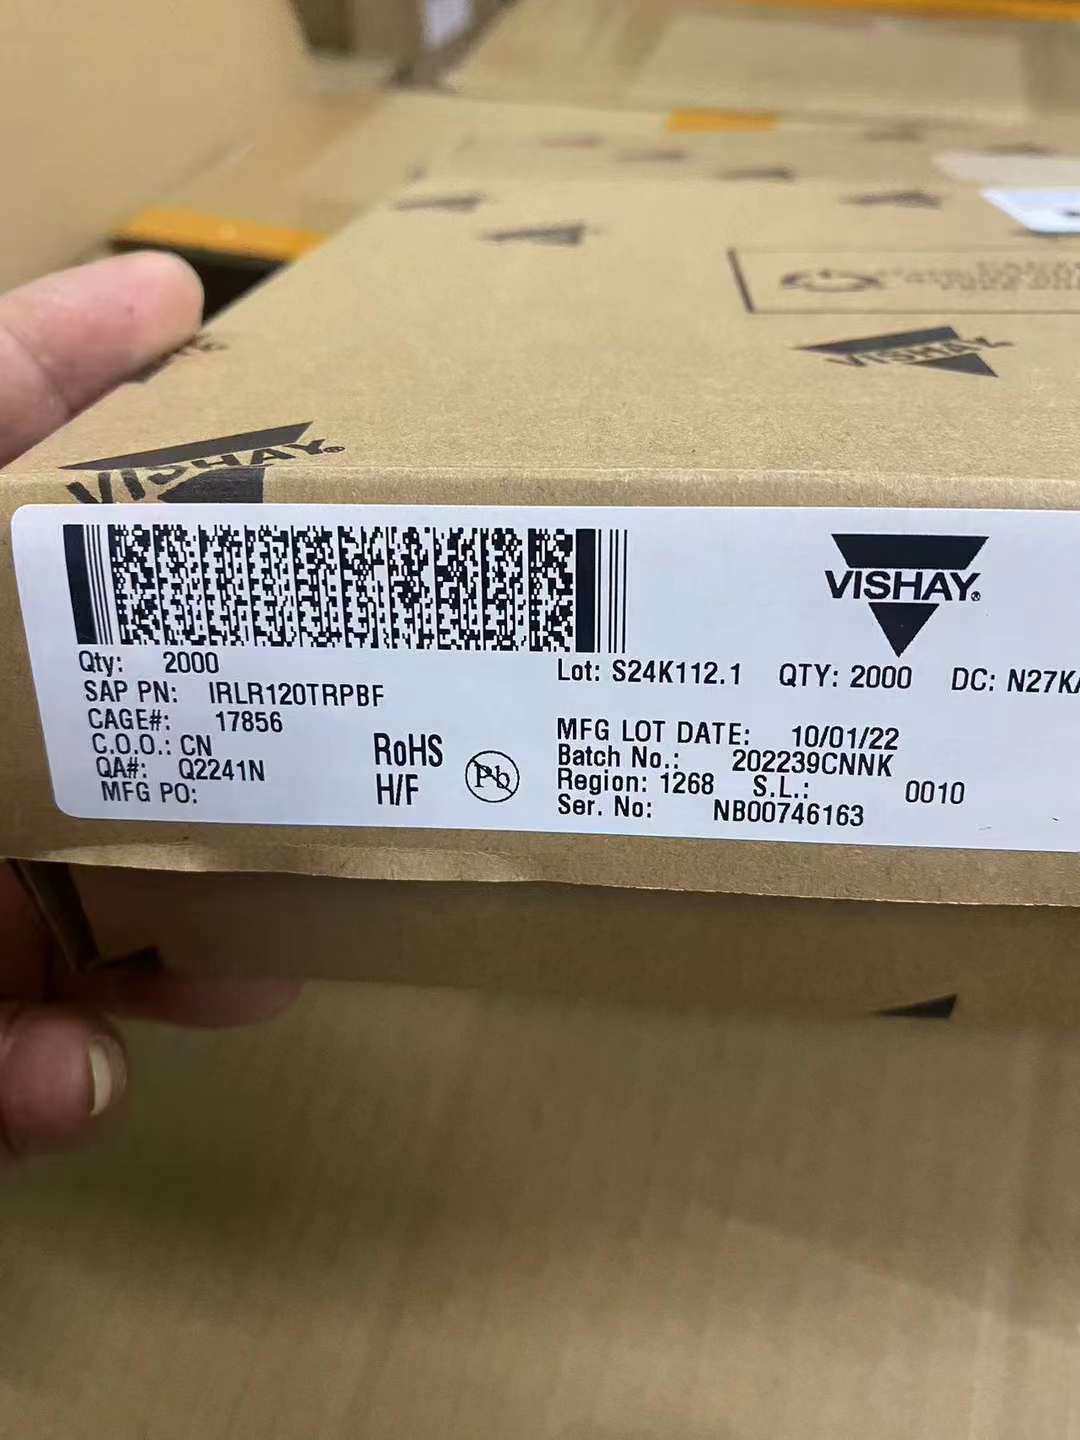 VISHAY®
VISHAY®
VISHAY®
Qty: 2000
SAP PN: IRLR120TRPBF
CAGE#: 17856
C.O.O.: CN
QA#: Q2241N
MFG PO:
RoHS
H/F
Pb
Lot: S24K112.1 QTY: 2000 DC: N27K
MFG LOT DATE: 10/01/22
Batch No.: 202239CNNK
Region: 1268 S.L.: 0010
Ser. No: NB00746163